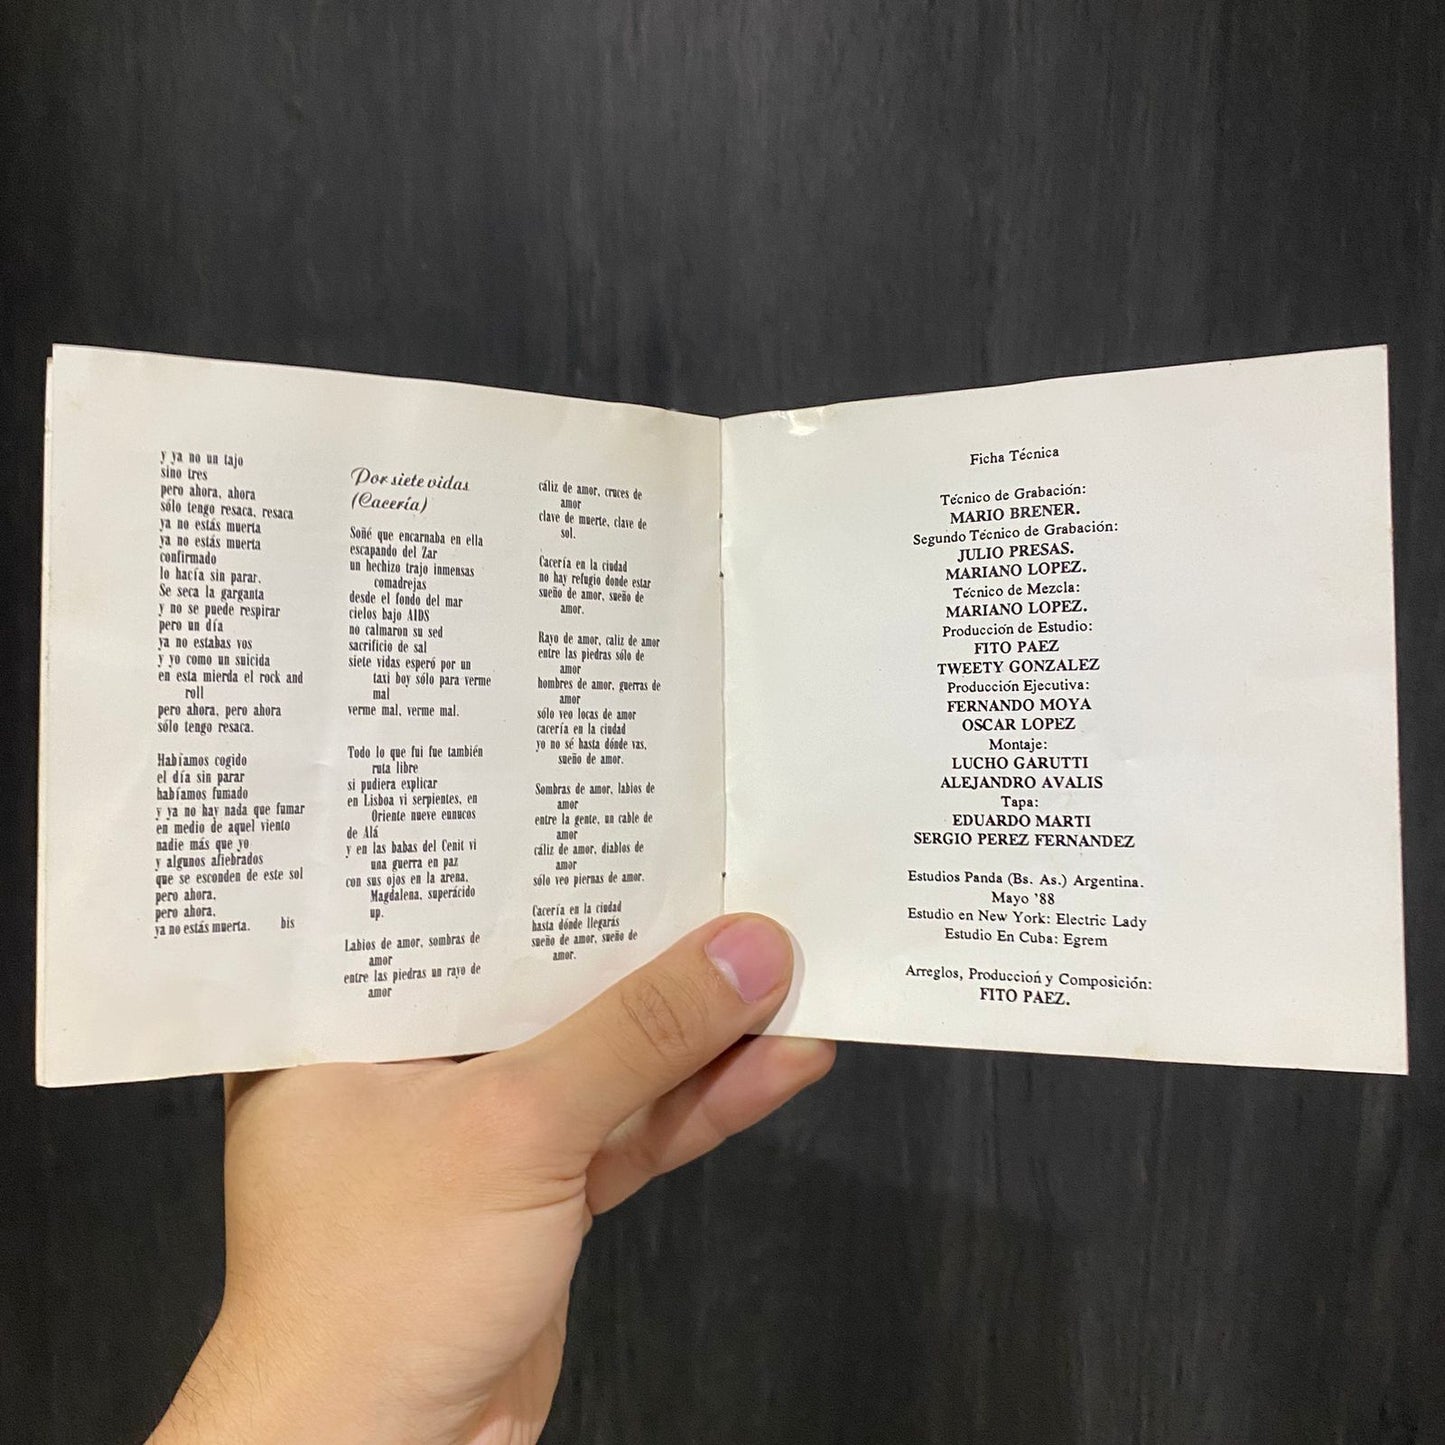 y ya no un tajo
sino tres
pero ahora, ahora
sólo tengo resaca, resaca
ya no estás muerta
ya no estás muerta
confirmado
lo hacía sin parar.
Se seca la garganta
y no se puede respirar
pero un día
ya no estabas vos
y yo como un suicida
en esta mierda el rock and
roll
pero ahora, pero ahora
sólo tengo resaca.
Habíamos cogido
el día sin parar
habíamos fumado
y ya no hay nada que fumar
en medio de aquel viento
nadie más que yo
y algunos afiebrados
que se esconden de este sol
pero ahora,
pero ahora,
ya no estás muerta. bis
Por siete vidas
(Cacería)
Soñé que encarnaba en ella
escapando del Zar
un hechizo trajo inmensas
comadrejas
desde el fondo del mar
cielos bajo AIDS
no calmaron su sed
sacrificio de sal
siete vidas esperó por un
taxi boy sólo para verme
mal
verme mal, verme mal.
Todo lo que fui fue también
ruta libre
si pudiera explicar
en Lisboa vi serpientes, en
Oriente nueve eunucos
de Alá
y en las babas del Cenit vi
una guerra en paz
con sus ojos en la arena,
Magdalena, superácido
up.
Labios de amor, sombras de
amor
entre las piedras un rayo de
amor
cáliz de amor, cruces de
amor
clave de muerte, clave de
sol.
Cacería en la ciudad
no hay refugio donde estar
sueño de amor, sueño de
amor.
Rayo de amor, caliz de amor
entre las piedras sólo de
amor
hombres de amor, guerras de
amor
sólo veo locas de amor
cacería en la ciudad
yo no sé hasta dónde vas,
sueño de amor.
Sombras de amor, labios de
amor
entre la gente, un cable de
amor
cáliz de amor, diablos de
amor
sólo veo piernas de amor.
Cacería en la ciudad
hasta dónde llegarás
sueño de amor, sueño de
amor.
Ficha Técnica
Técnico de Grabación:
MARIO BRENER.
Segundo Técnico de Grabación:
JULIO PRESAS.
MARIANO LOPEZ.
Técnico de Mezcla:
MARIANO LOPEZ.
Producción de Estudio:
FITO PAEZ
TWEETY GONZALEZ
Producción Ejecutiva:
FERNANDO MOYA
OSCAR LOPEZ
Montaje:
LUCHO GARUTTI
ALEJANDRO AVALIS
Tapa:
EDUARDO MARTI
SERGIO PEREZ FERNANDEZ
Estudios Panda (Bs. As.) Argentina.
Mayo '88
Estudio en New York: Electric Lady
Estudio En Cuba: Egrem
Arreglos, Producción y Composición:
FITO PAEZ.